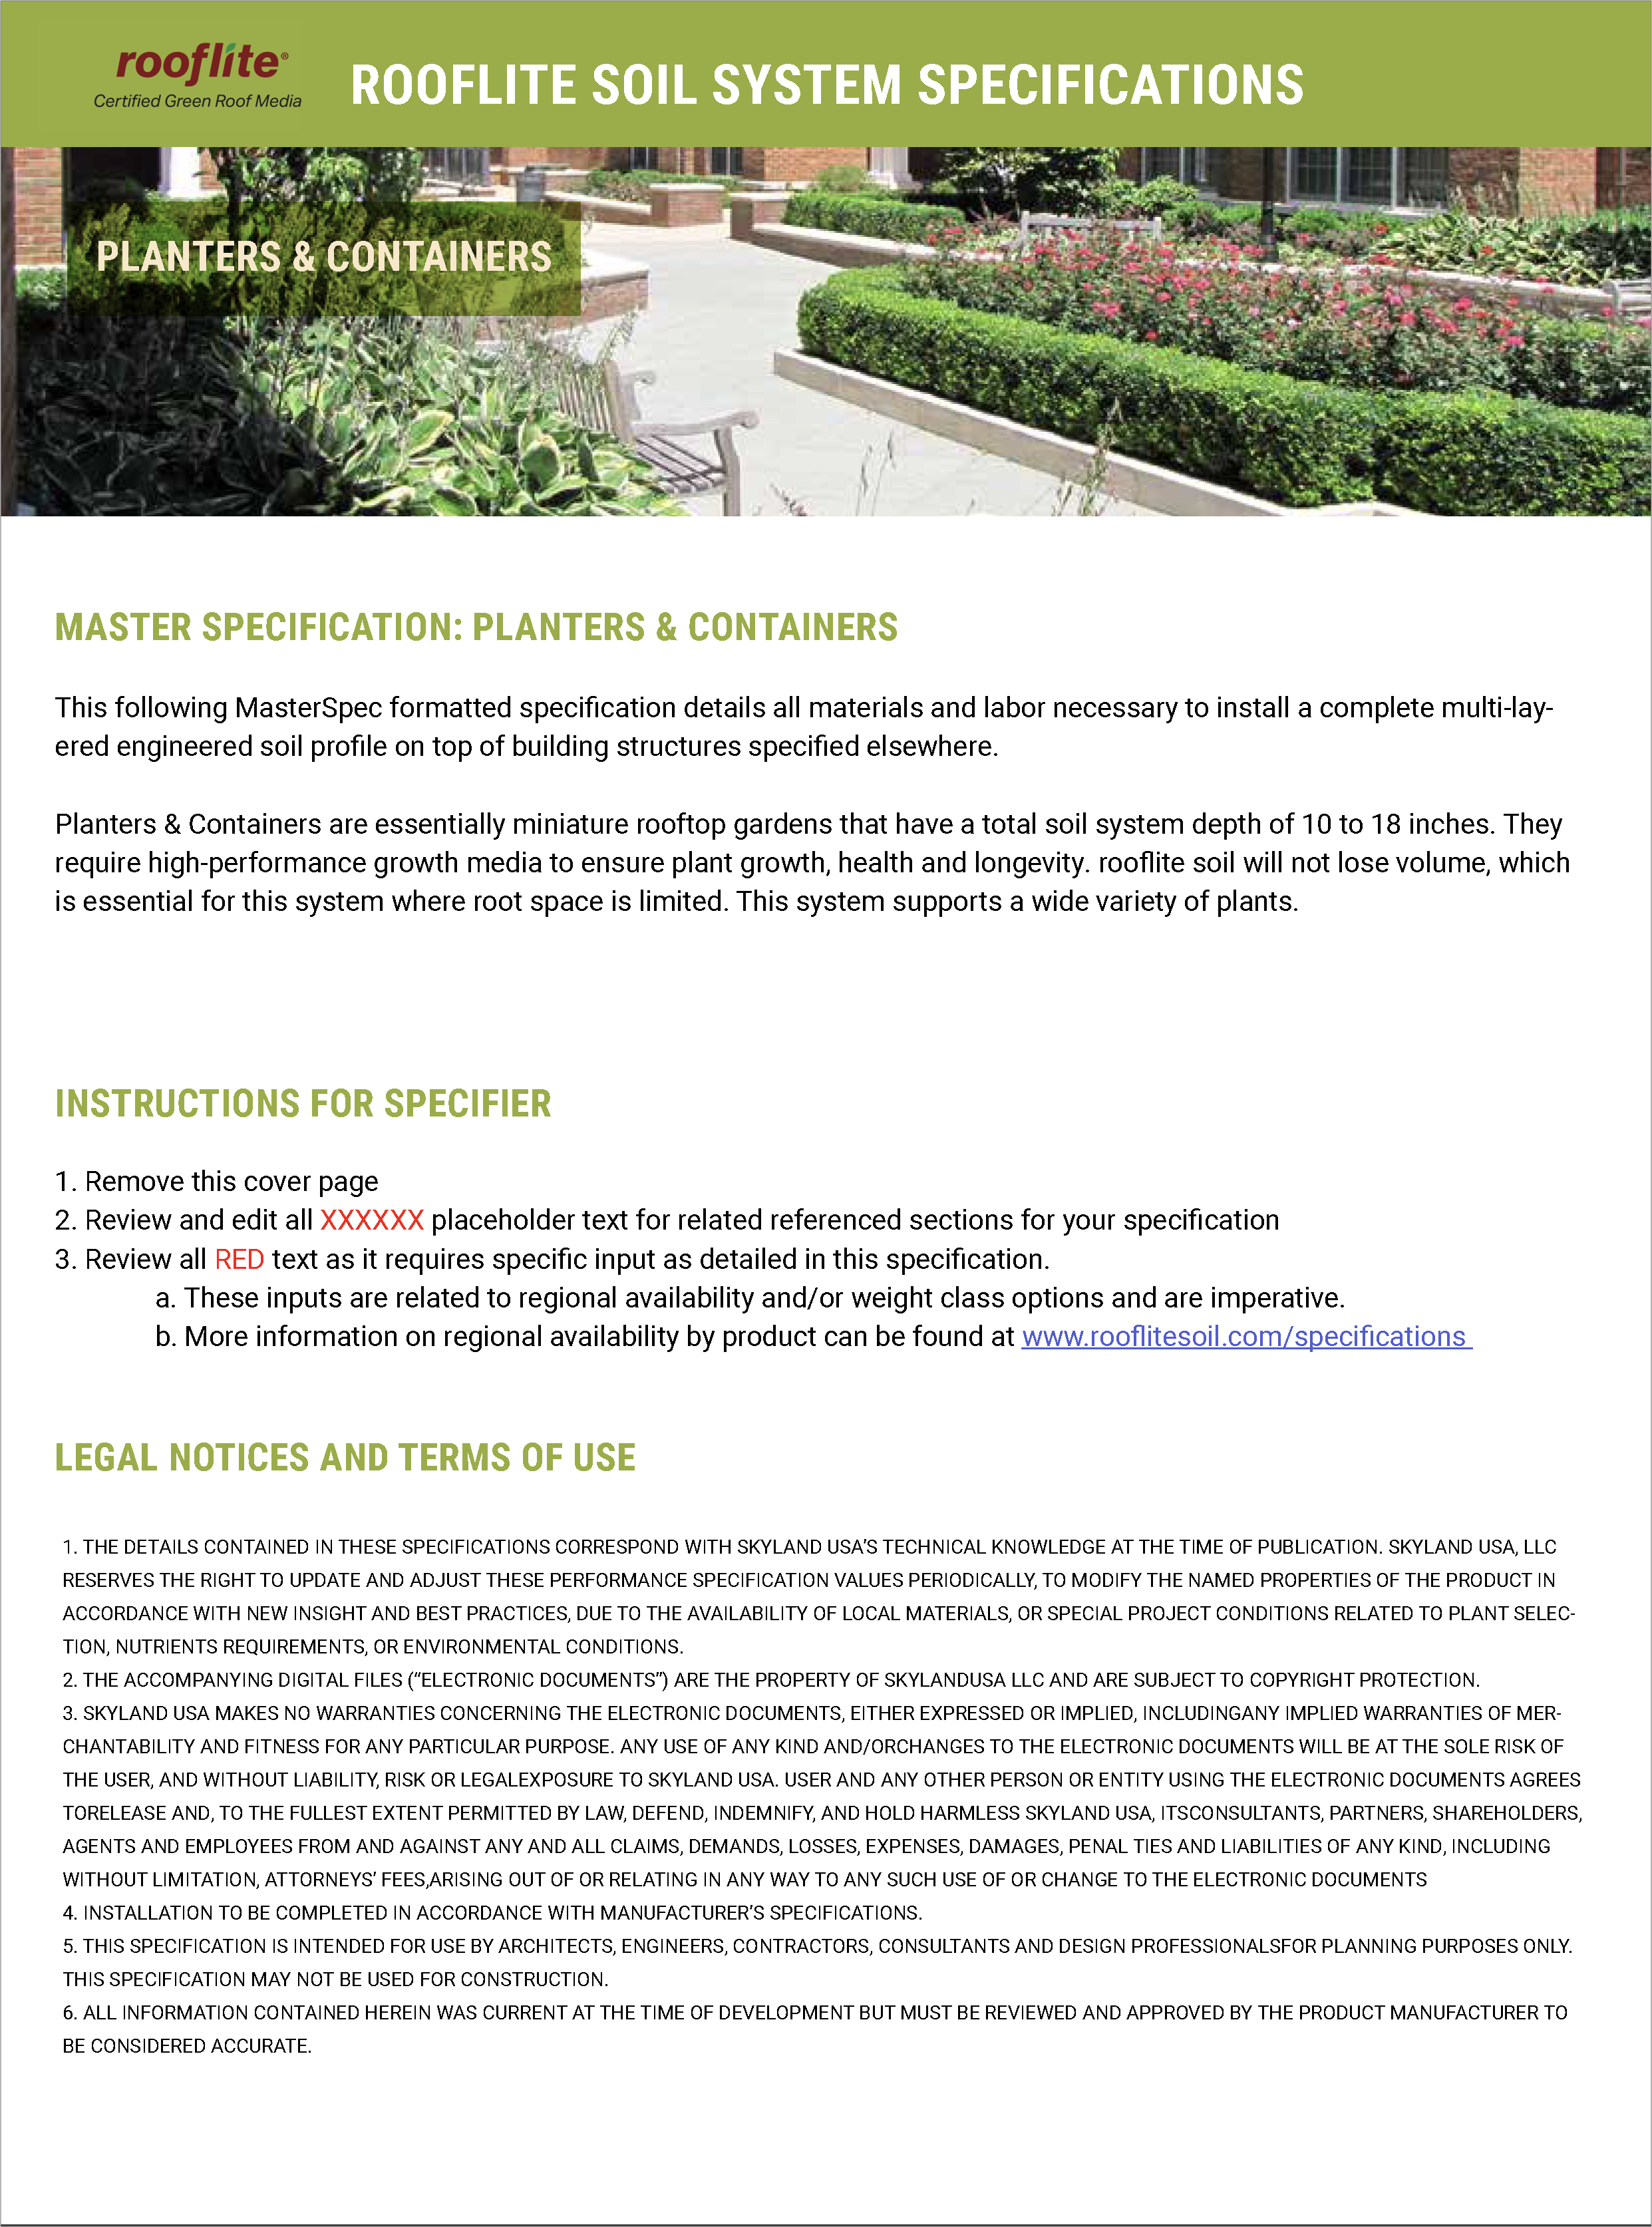 rooflite®
Certified Green Roof Media
ROOFLITE SOIL SYSTEM SPECIFICATIONS
PLANTERS & CONTAINERS
MASTER SPECIFICATION: PLANTERS & CONTAINERS
This following MasterSpec formatted specification details all materials and labor necessary to install a complete multi-lay-
ered engineered soil profile on top of building structures specified elsewhere.
Planters & Containers are essentially miniature rooftop gardens that have a total soil system depth of 10 to 18 inches. They
require high-performance growth media to ensure plant growth, health and longevity. rooflite soil will not lose volume, which
is essential for this system where root space is limited. This system supports a wide variety of plants.
INSTRUCTIONS FOR SPECIFIER
1. Remove this cover page
2. Review and edit all XXXXXX placeholder text for related referenced sections for your specification
3. Review all RED text as it requires specific input as detailed in this specification.
a. These inputs are related to regional availability and/or weight class options and are imperative.
b. More information on regional availability by product can be found at www.rooflitesoil.com/specifications
LEGAL NOTICES AND TERMS OF USE
1. THE DETAILS CONTAINED IN THESE SPECIFICATIONS CORRESPOND WITH SKYLAND USA'S TECHNICAL KNOWLEDGE AT THE TIME OF PUBLICATION. SKYLAND USA, LLC
RESERVES THE RIGHT TO UPDATE AND ADJUST THESE PERFORMANCE SPECIFICATION VALUES PERIODICALLY, TO MODIFY THE NAMED PROPERTIES OF THE PRODUCT IN
ACCORDANCE WITH NEW INSIGHT AND BEST PRACTICES, DUE TO THE AVAILABILITY OF LOCAL MATERIALS, OR SPECIAL PROJECT CONDITIONS RELATED TO PLANT SELEC-
TION, NUTRIENTS REQUIREMENTS, OR ENVIRONMENTAL CONDITIONS.
2. THE ACCOMPANYING DIGITAL FILES (“ELECTRONIC DOCUMENTS”) ARE THE PROPERTY OF SKYLANDUSA LLC AND ARE SUBJECT TO COPYRIGHT PROTECTION.
3. SKYLAND USA MAKES NO WARRANTIES CONCERNING THE ELECTRONIC DOCUMENTS, EITHER EXPRESSED OR IMPLIED, INCLUDINGANY IMPLIED WARRANTIES OF MER-
CHANTABILITY AND FITNESS FOR ANY PARTICULAR PURPOSE. ANY USE OF ANY KIND AND/ORCHANGES TO THE ELECTRONIC DOCUMENTS WILL BE AT THE SOLE RISK OF
THE USER, AND WITHOUT LIABILITY, RISK OR LEGALEXPOSURE TO SKYLAND USA. USER AND ANY OTHER PERSON OR ENTITY USING THE ELECTRONIC DOCUMENTS AGREES
TORELEASE AND, TO THE FULLEST EXTENT PERMITTED BY LAW, DEFEND, INDEMNIFY, AND HOLD HARMLESS SKYLAND USA, ITSCONSULTANTS, PARTNERS, SHAREHOLDERS,
AGENTS AND EMPLOYEES FROM AND AGAINST ANY AND ALL CLAIMS, DEMANDS, LOSSES, EXPENSES, DAMAGES, PENAL TIES AND LIABILITIES OF ANY KIND, INCLUDING
WITHOUT LIMITATION, ATTORNEYS' FEES,ARISING OUT OF OR RELATING IN ANY WAY TO ANY SUCH USE OF OR CHANGE TO THE ELECTRONIC DOCUMENTS
4. INSTALLATION TO BE COMPLETED IN ACCORDANCE WITH MANUFACTURER'S SPECIFICATIONS.
5. THIS SPECIFICATION IS INTENDED FOR USE BY ARCHITECTS, ENGINEERS, CONTRACTORS, CONSULTANTS AND DESIGN PROFESSIONALSFOR PLANNING PURPOSES ONLY.
THIS SPECIFICATION MAY NOT BE USED FOR CONSTRUCTION.
6. ALL INFORMATION CONTAINED HEREIN WAS CURRENT AT THE TIME OF DEVELOPMENT BUT MUST BE REVIEWED AND APPROVED BY THE PRODUCT MANUFACTURER TO
BE CONSIDERED ACCURATE.